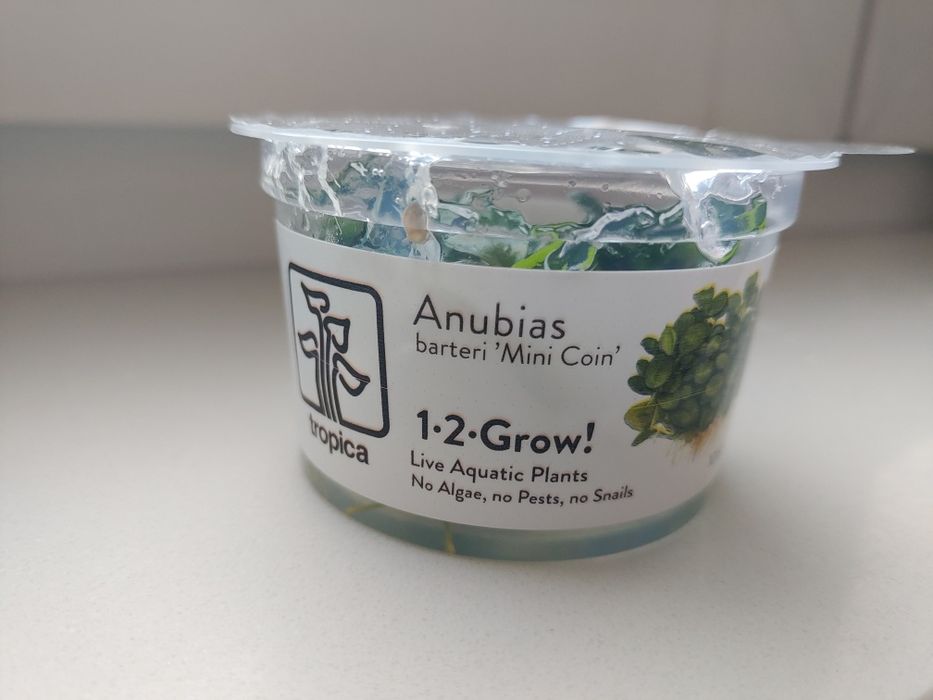 tropica
Anubias
barteri 'Mini Coin'
1·2·Grow!
Live Aquatic Plants
No Algae, no Pests, no Snails